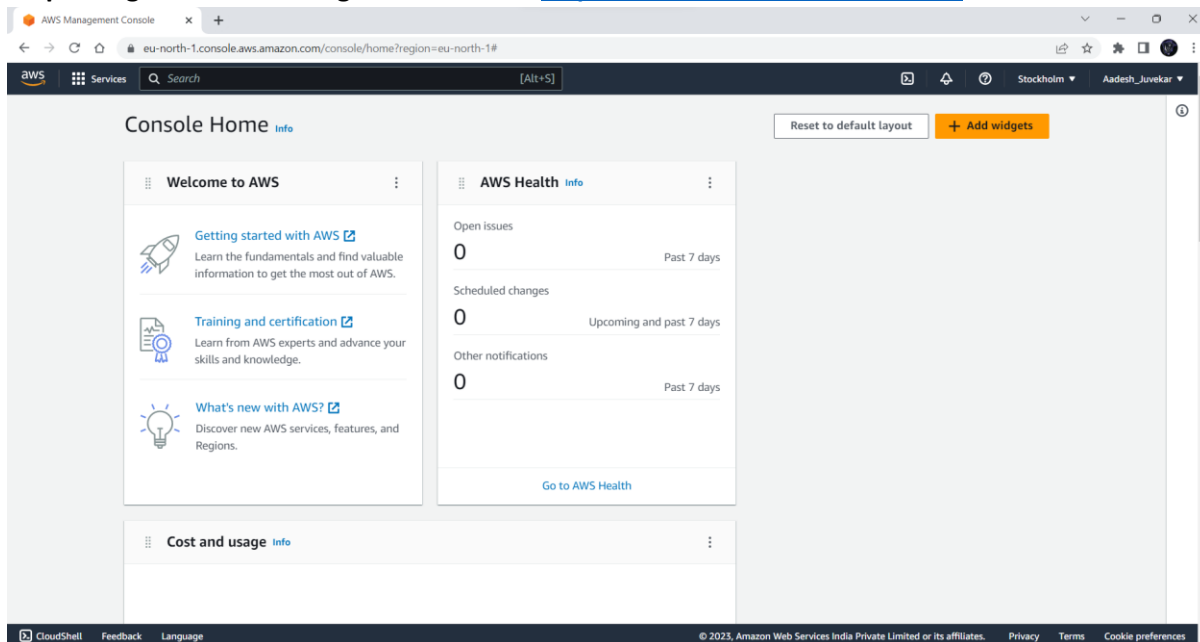 AWS Management Console
eu-north-1.console.aws.amazon.com/console/home?region=eu-north-1#
aws Services Search [Alt+S] Stockholm Aadesh_Juvekar
Console Home Info
Reset to default layout
+ Add widgets
Welcome to AWS
Getting started with AWS
Learn the fundamentals and find valuable
information to get the most out of AWS.
Training and certification
Learn from AWS experts and advance your
skills and knowledge.
What's new with AWS?
Discover new AWS services, features, and
Regions.
AWS Health Info
Open issues
0 Past 7 days
Scheduled changes
0 Upcoming and past 7 days
Other notifications
0 Past 7 days
Go to AWS Health
Cost and usage Info
CloudShell Feedback Language © 2023, Amazon Web Services India Private Limited or its affiliates. Privacy Terms Cookie preferences